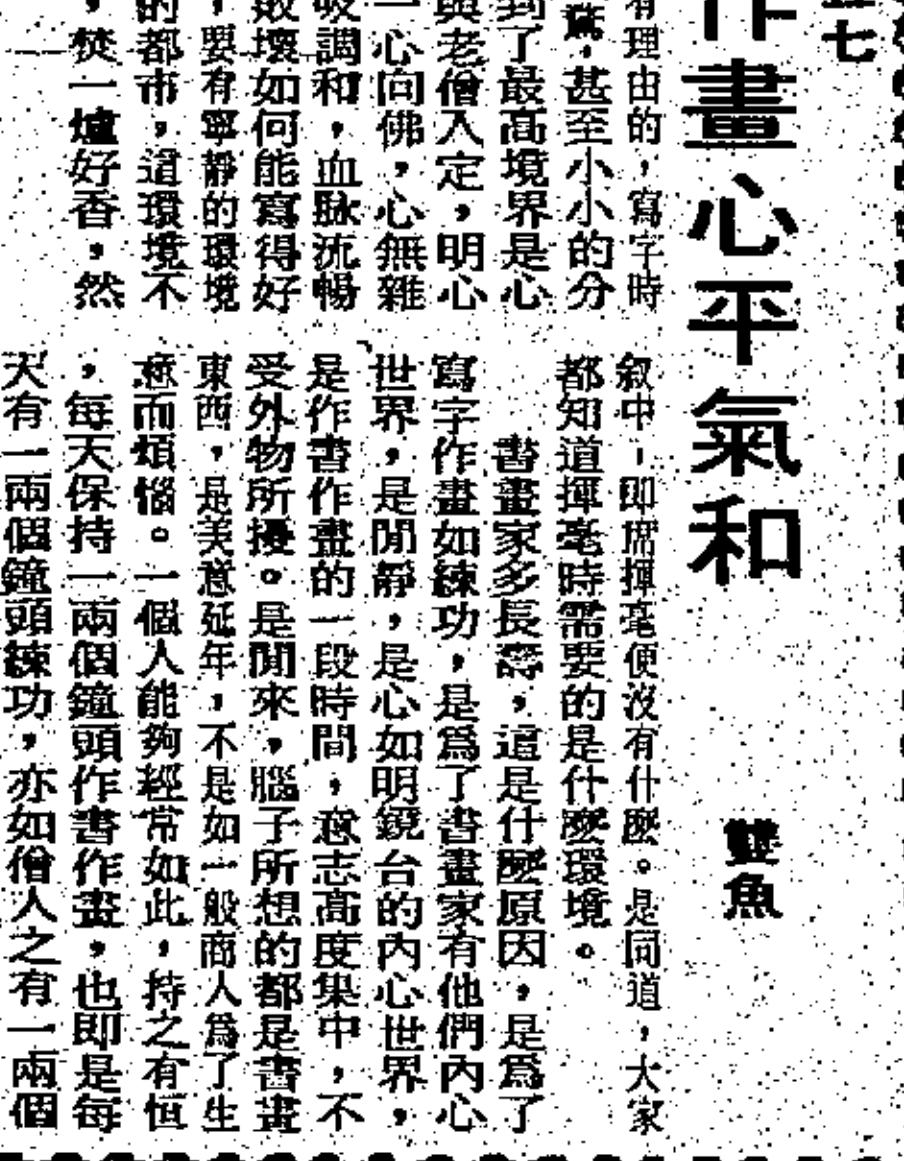 作畫心平氣和
雙魚
有理由的，寫字時
篤，甚至小小的分
到了最高境界是心
與老僧入定，明心
一心向佛，心無雜
吸調和，血脉流暢
敗壞如何能寫得好
，要有寧靜的環境
的都市，這環境不
，焚一爐好香，然
叙中，即席揮毫便沒有什麽。是同道，大家
都知道揮毫時需要的是什麽環境。
書畫家多長壽，這是什麽原因，是爲了
寫字作畫如練功，是爲了書畫家有他們內心
世界，是閒靜，是心如明鏡台的內心世界，
是作書作畫的一段時間，意志高度集中，不
受外物所擾。是閒來，腦子所想的都是書畫
東西，是美意延年，不是如一般商人爲了生
意而煩惱。一個人能夠經常如此，持之有恒
，每天保持一兩個鐘頭作書作畫，也即是每
天有一兩個鐘頭練功，亦如僧人之有一兩個